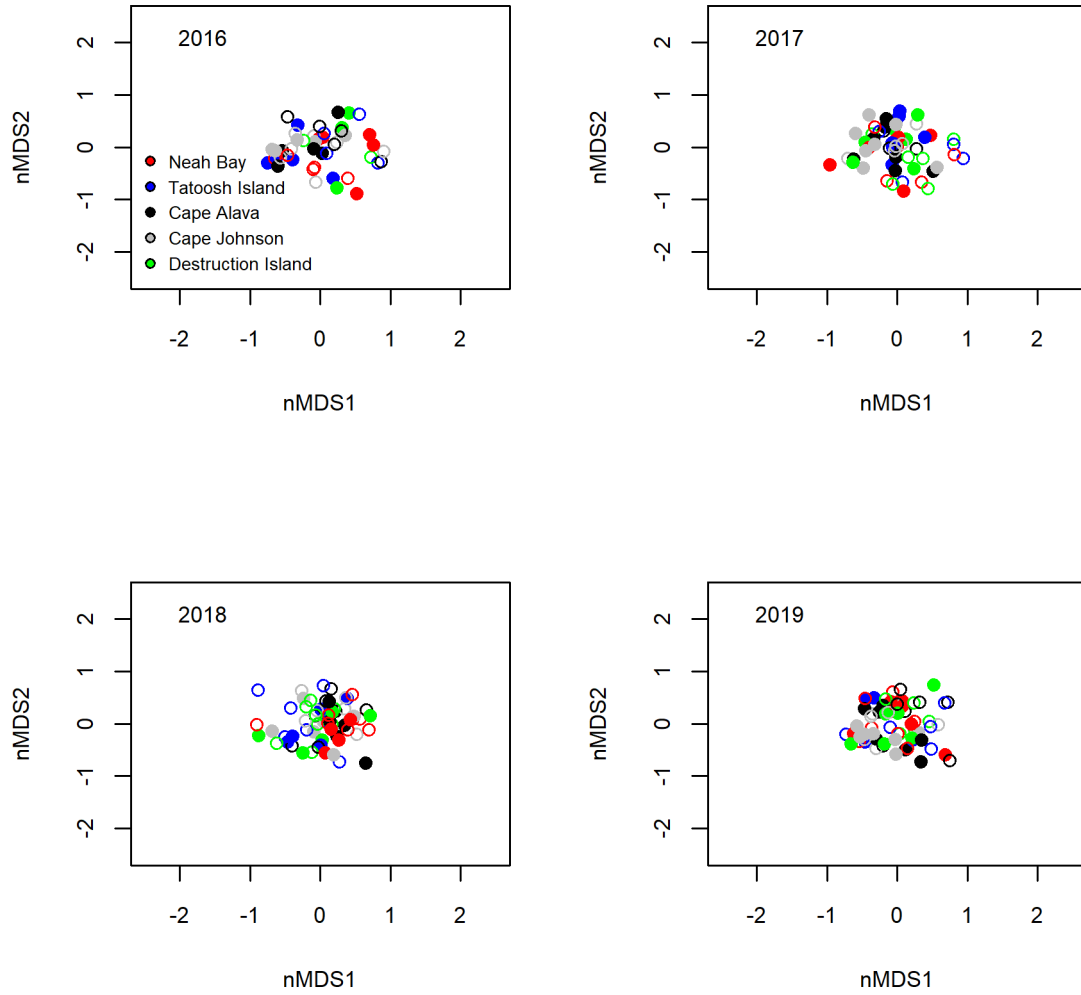 2016
nMDS2
2
1
0
-1
-2
Neah Bay
Tatoosh Island
Cape Alava
Cape Johnson
Destruction Island
-2 -1 0 1 2
nMDS1
2017
nMDS2
2
1
0
-1
-2
-2 -1 0 1 2
nMDS1
2018
nMDS2
2
1
0
-1
-2
-2 -1 0 1 2
nMDS1
2019
nMDS2
2
1
0
-1
-2
-2 -1 0 1 2
nMDS1